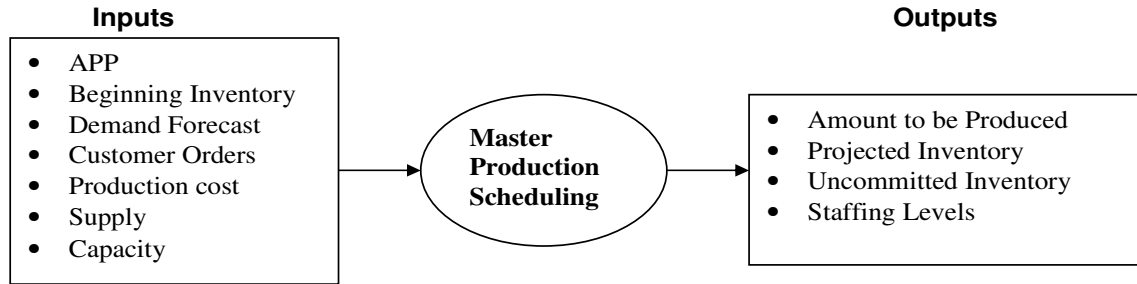 Inputs
• APP
• Beginning Inventory
• Demand Forecast
• Customer Orders
• Production cost
• Supply
• Capacity
Master
Production
Scheduling
Outputs
• Amount to be Produced
• Projected Inventory
• Uncommitted Inventory
• Staffing Levels